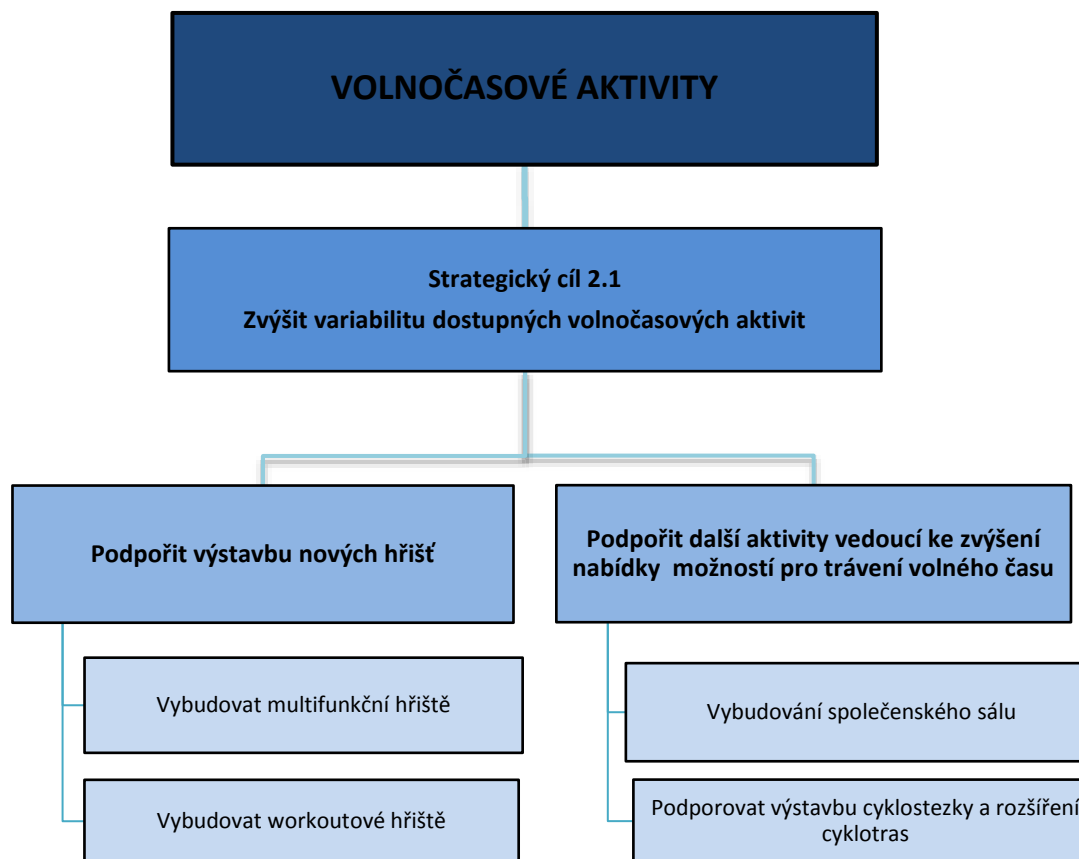 VOLNOČASOVÉ AKTIVITY
Strategický cíl 2.1
Zvýšit variabilitu dostupných volnočasových aktivit
Podpořit výstavbu nových hřišť
Vybudovat multifunkční hřiště
Vybudovat workoutové hřiště
Podpořit další aktivity vedoucí ke zvýšení
nabídky  možností pro trávení volného času
Vybudování společenského sálu
Podporovat výstavbu cyklostezky a rozšíření
cyklotras